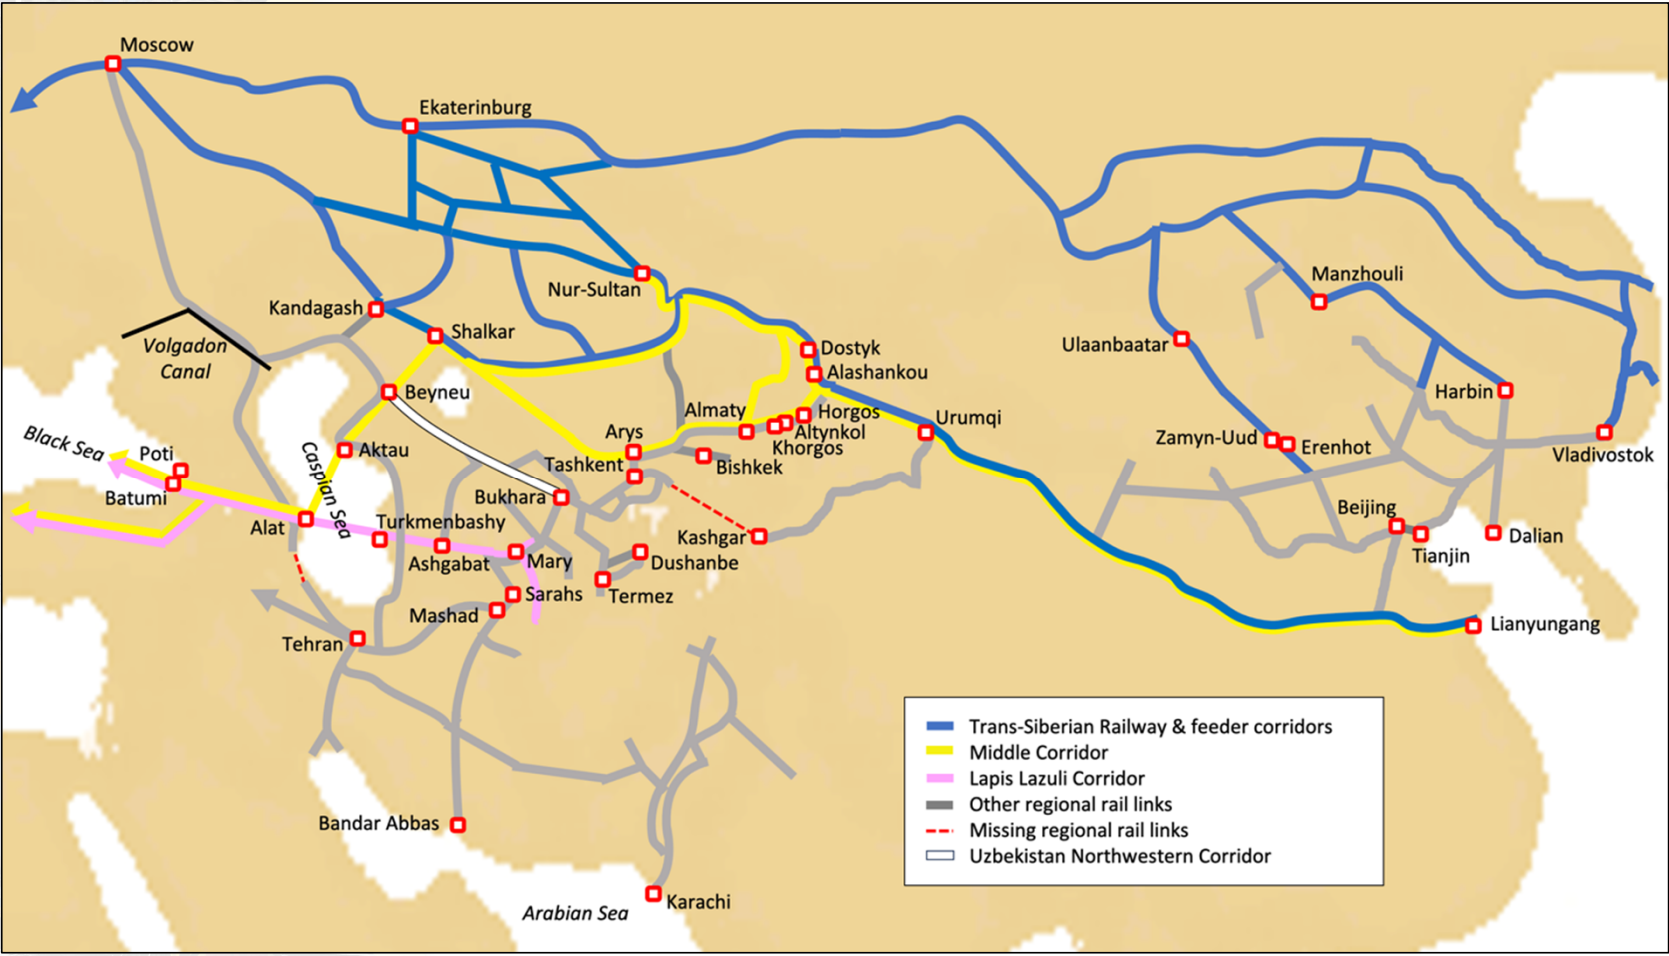 Moscow
Ekaterinburg
Nur-Sultan
Kandagash
Shalkar
Volgadon
Canal
Beyneu
Black Sea
Poti
Batumi
Aktau
Caspian Sea
Alat
Turkmenbashy
Ashgabat
Mary
Bukhara
Arys
Tashkent
Almaty
Bishkek
Dostyk
Alashankou
Horgos
Altynkol
Khorgos
Urumqi
Kashgar
Dushanbe
Termez
Sarahs
Mashad
Tehran
Bandar Abbas
Arabian Sea
Karachi
Ulaanbaatar
Manzhouli
Harbin
Zamyn-Uud
Erenhot
Vladivostok
Beijing
Tianjin
Dalian
Lianyungang
Trans-Siberian Railway & feeder corridors
Middle Corridor
Lapis Lazuli Corridor
Other regional rail links
Missing regional rail links
Uzbekistan Northwestern Corridor